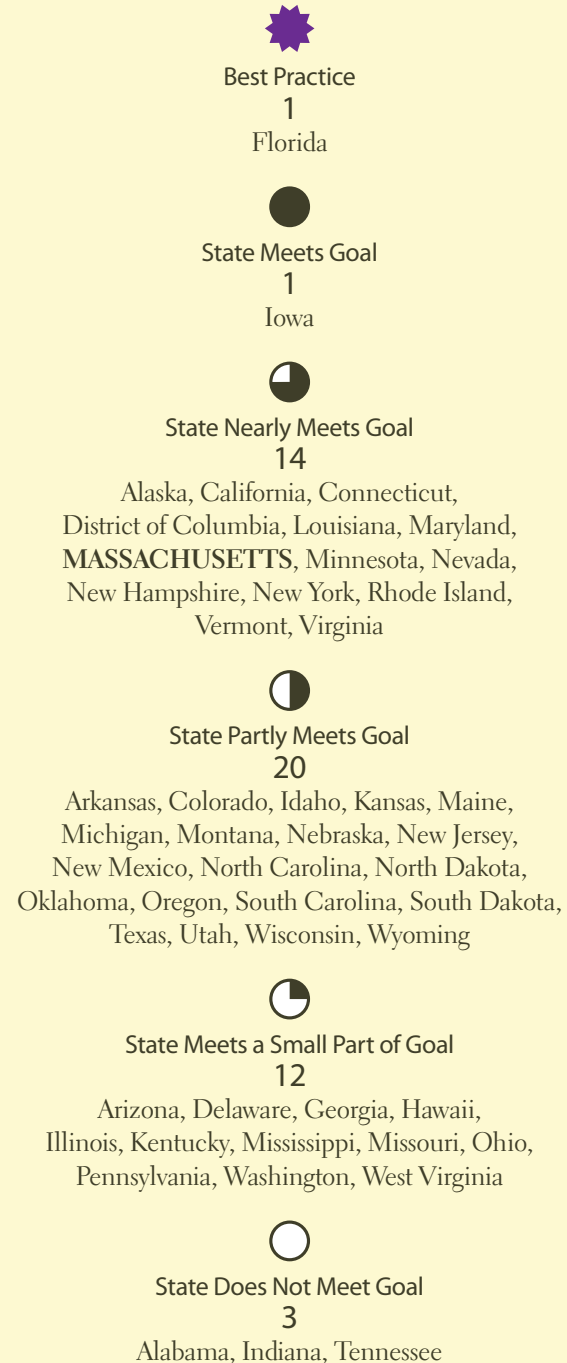 Best Practice
1
Florida
State Meets Goal
1
Iowa
State Nearly Meets Goal
14
Alaska, California, Connecticut,
District of Columbia, Louisiana, Maryland,
MASSACHUSETTS, Minnesota, Nevada,
New Hampshire, New York, Rhode Island,
Vermont, Virginia
State Partly Meets Goal
20
Arkansas, Colorado, Idaho, Kansas, Maine,
Michigan, Montana, Nebraska, New Jersey,
New Mexico, North Carolina, North Dakota,
Oklahoma, Oregon, South Carolina, South Dakota,
Texas, Utah, Wisconsin, Wyoming
State Meets a Small Part of Goal
12
Arizona, Delaware, Georgia, Hawaii,
Illinois, Kentucky, Mississippi, Missouri, Ohio,
Pennsylvania, Washington, West Virginia
State Does Not Meet Goal
3
Alabama, Indiana, Tennessee